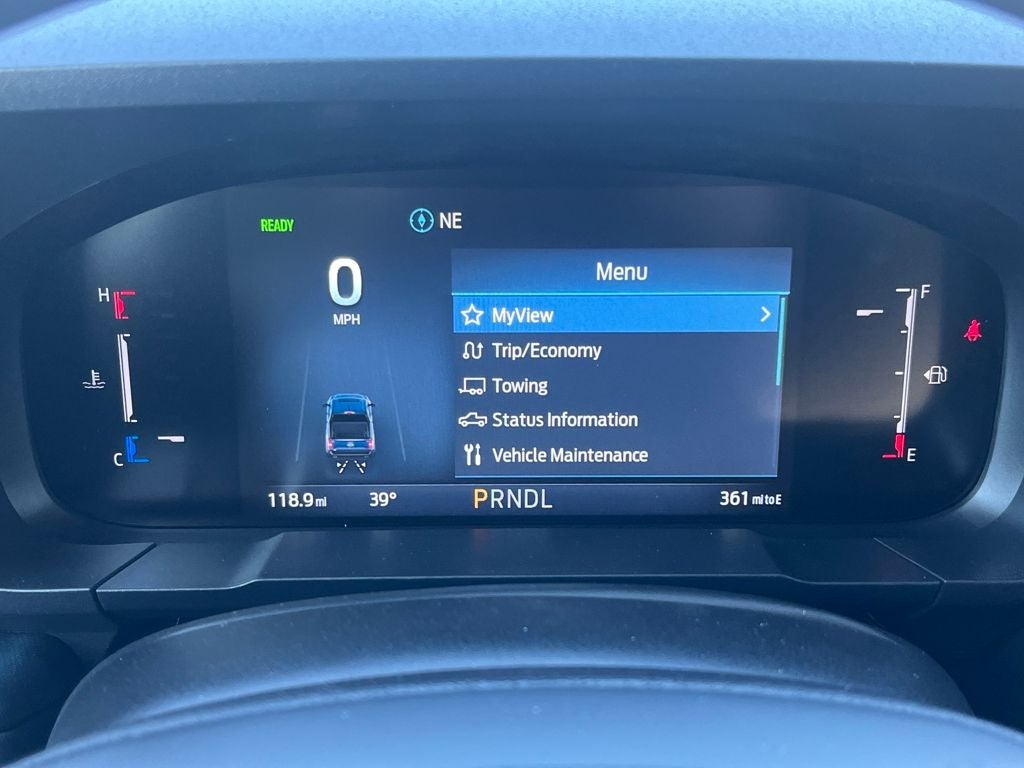 READY
NE
0
MPH
Menu
MyView
Trip/Economy
Towing
Status Information
Vehicle Maintenance
H
C
F
E
118.9 mi 39° PRNDL 361 mi to E